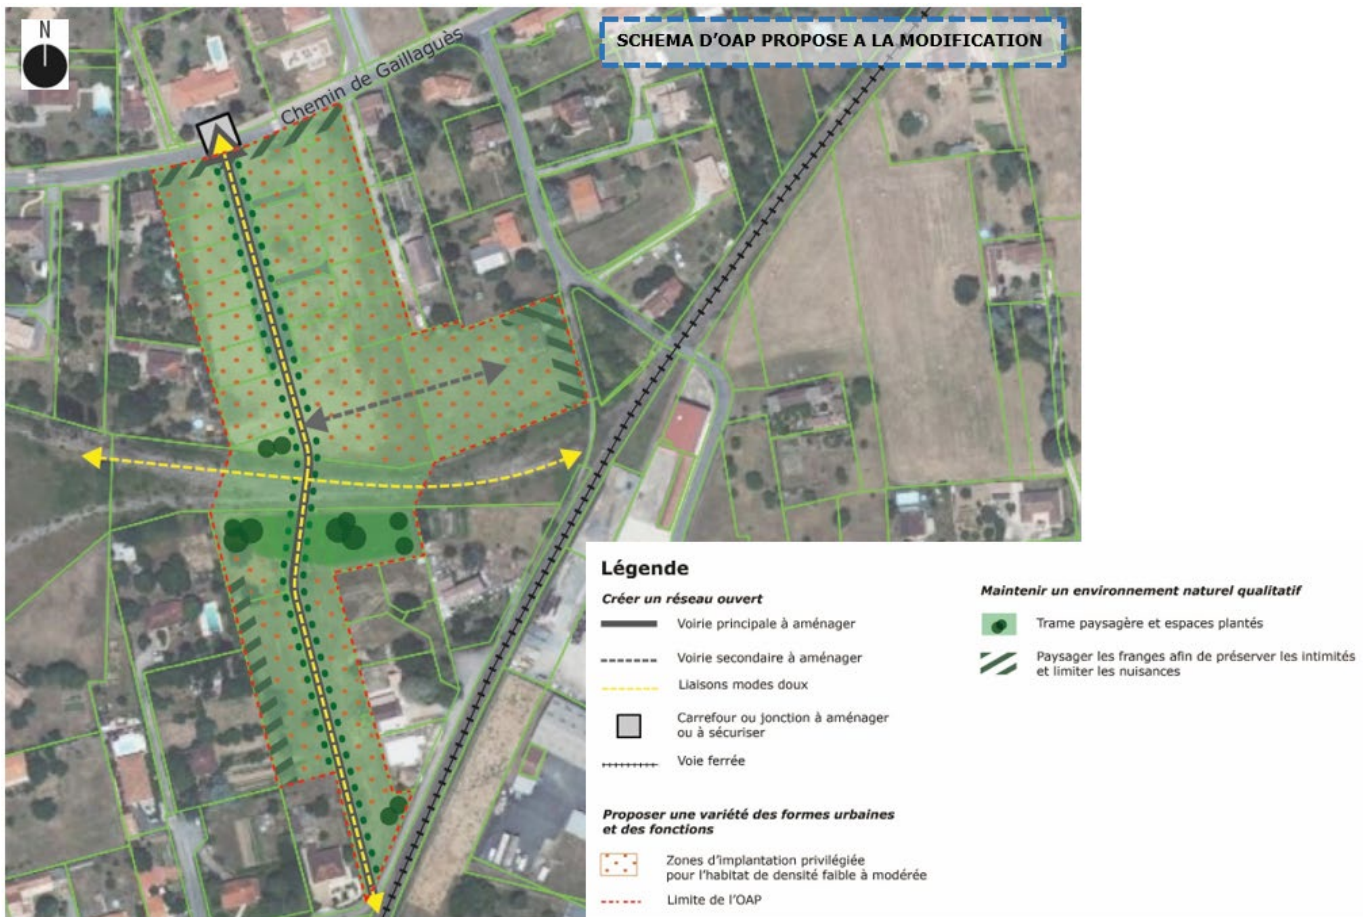 N
SCHEMA D'OAP PROPOSE A LA MODIFICATION
Chemin de Gaillaguès
Légende
Créer un réseau ouvert
Voirie principale à aménager
Voirie secondaire à aménager
Liaisons modes doux
Carrefour ou jonction à aménager
ou à sécuriser
Voie ferrée
Proposer une variété des formes urbaines
et des fonctions
Zones d'implantation privilégiée
pour l'habitat de densité faible à modérée
Limite de l'OAP
Maintenir un environnement naturel qualitatif
Trame paysagère et espaces plantés
Paysager les franges afin de préserver les intimités
et limiter les nuisances